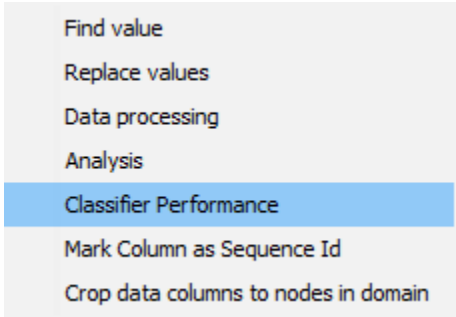 Find value
Replace values
Data processing
Analysis
Classifier Performance
Mark Column as Sequence Id
Crop data columns to nodes in domain